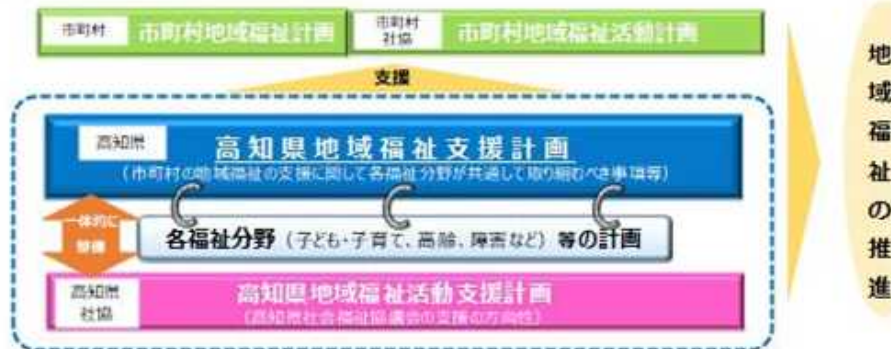 市町村 市町村地域福祉計画
市町村
社協
市町村地域福祉活動計画
支援
高知県
高知県地域福祉支援計画
(市町村の地域福祉の支援に関して各福祉分野が共通して取り組むべき事項等)
一体的に
各福祉分野(子ども・子育て、高齢、障害など)等の計画
高知県
社協
高知県地域福祉活動支援計画
(高知県社会福祉協議会の支援の方向性)
地域福祉の推進